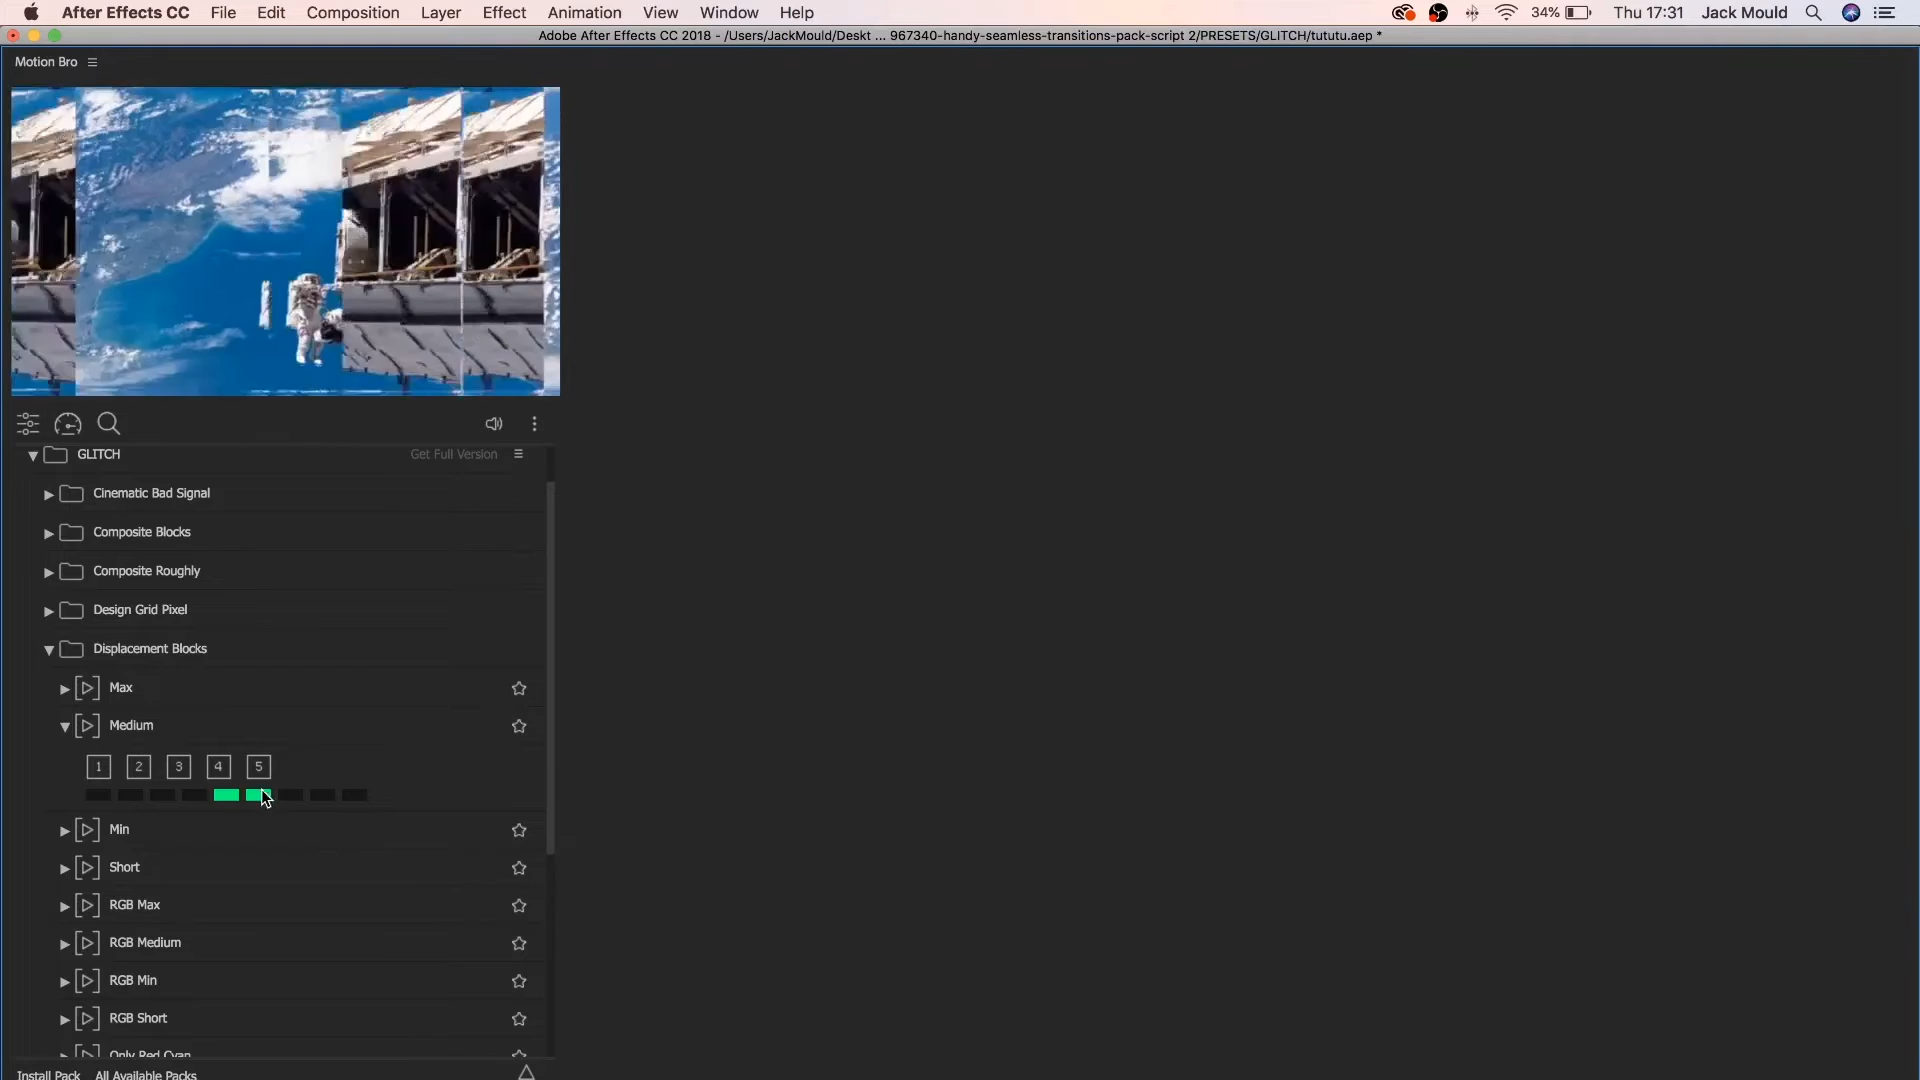 After Effects CC File Edit Composition Layer Effect Animation View Window Help 34% Thu 17:31 Jack Mould
Adobe After Effects CC 2018 - /Users/JackMould/Deskt ... 967340-handy-seamless-transitions-pack-script 2/PRESETS/GLITCH/tututu.aep *
Motion Bro
GLITCH Get Full Version
Cinematic Bad Signal
Composite Blocks
Composite Roughly
Design Grid Pixel
Displacement Blocks
Max
Medium
1 2 3 4 5
Min
Short
RGB Max
RGB Medium
RGB Min
RGB Short
Only Red Cyan
Install Pack All Available Packs